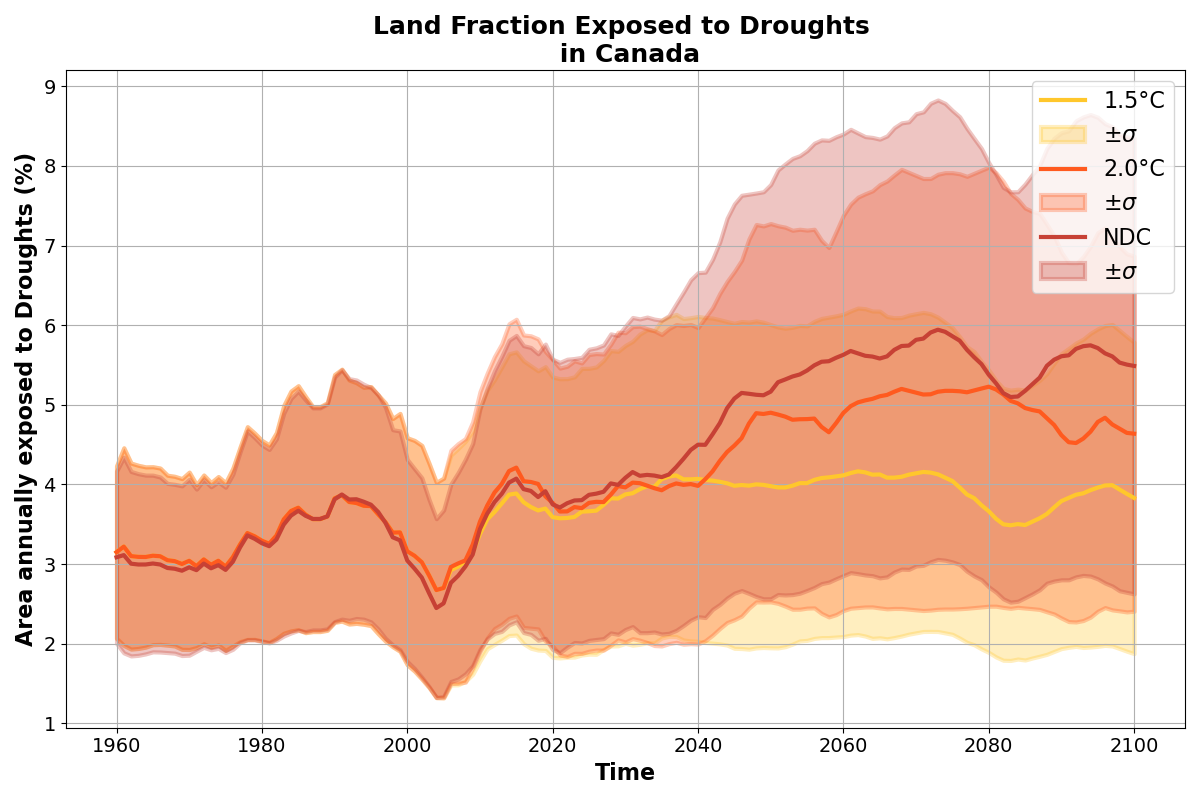 Land Fraction Exposed to Droughts
in Canada
Area annually exposed to Droughts (%)
9
8
7
6
5
4
3
2
1
1960 1980 2000 2020 2040 2060 2080 2100
Time
1.5°C
±σ
2.0°C
±σ
NDC
±σ